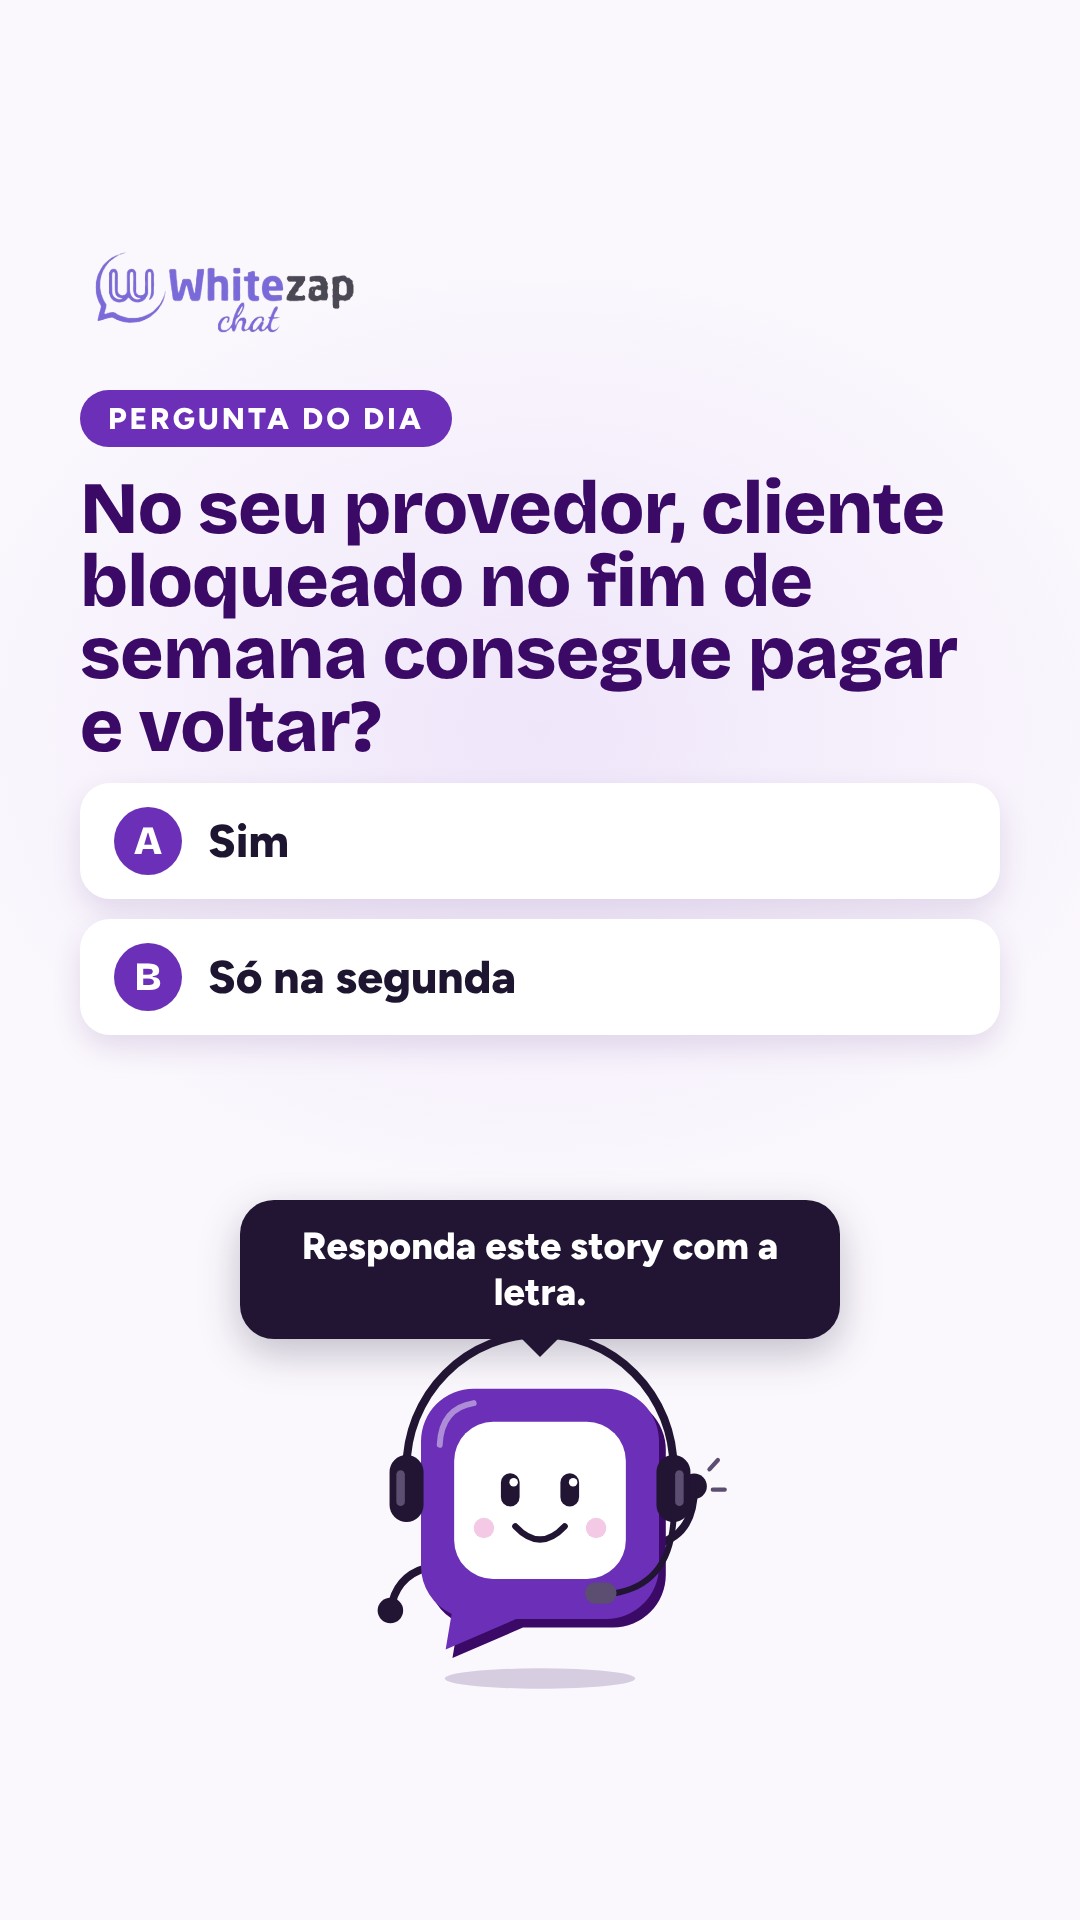 Whitezap
chat
PERGUNTA DO DIA
No seu provedor, cliente
bloqueado no fim de
semana consegue pagar
e voltar?
A Sim
B Só na segunda
Responda este story com a
letra.